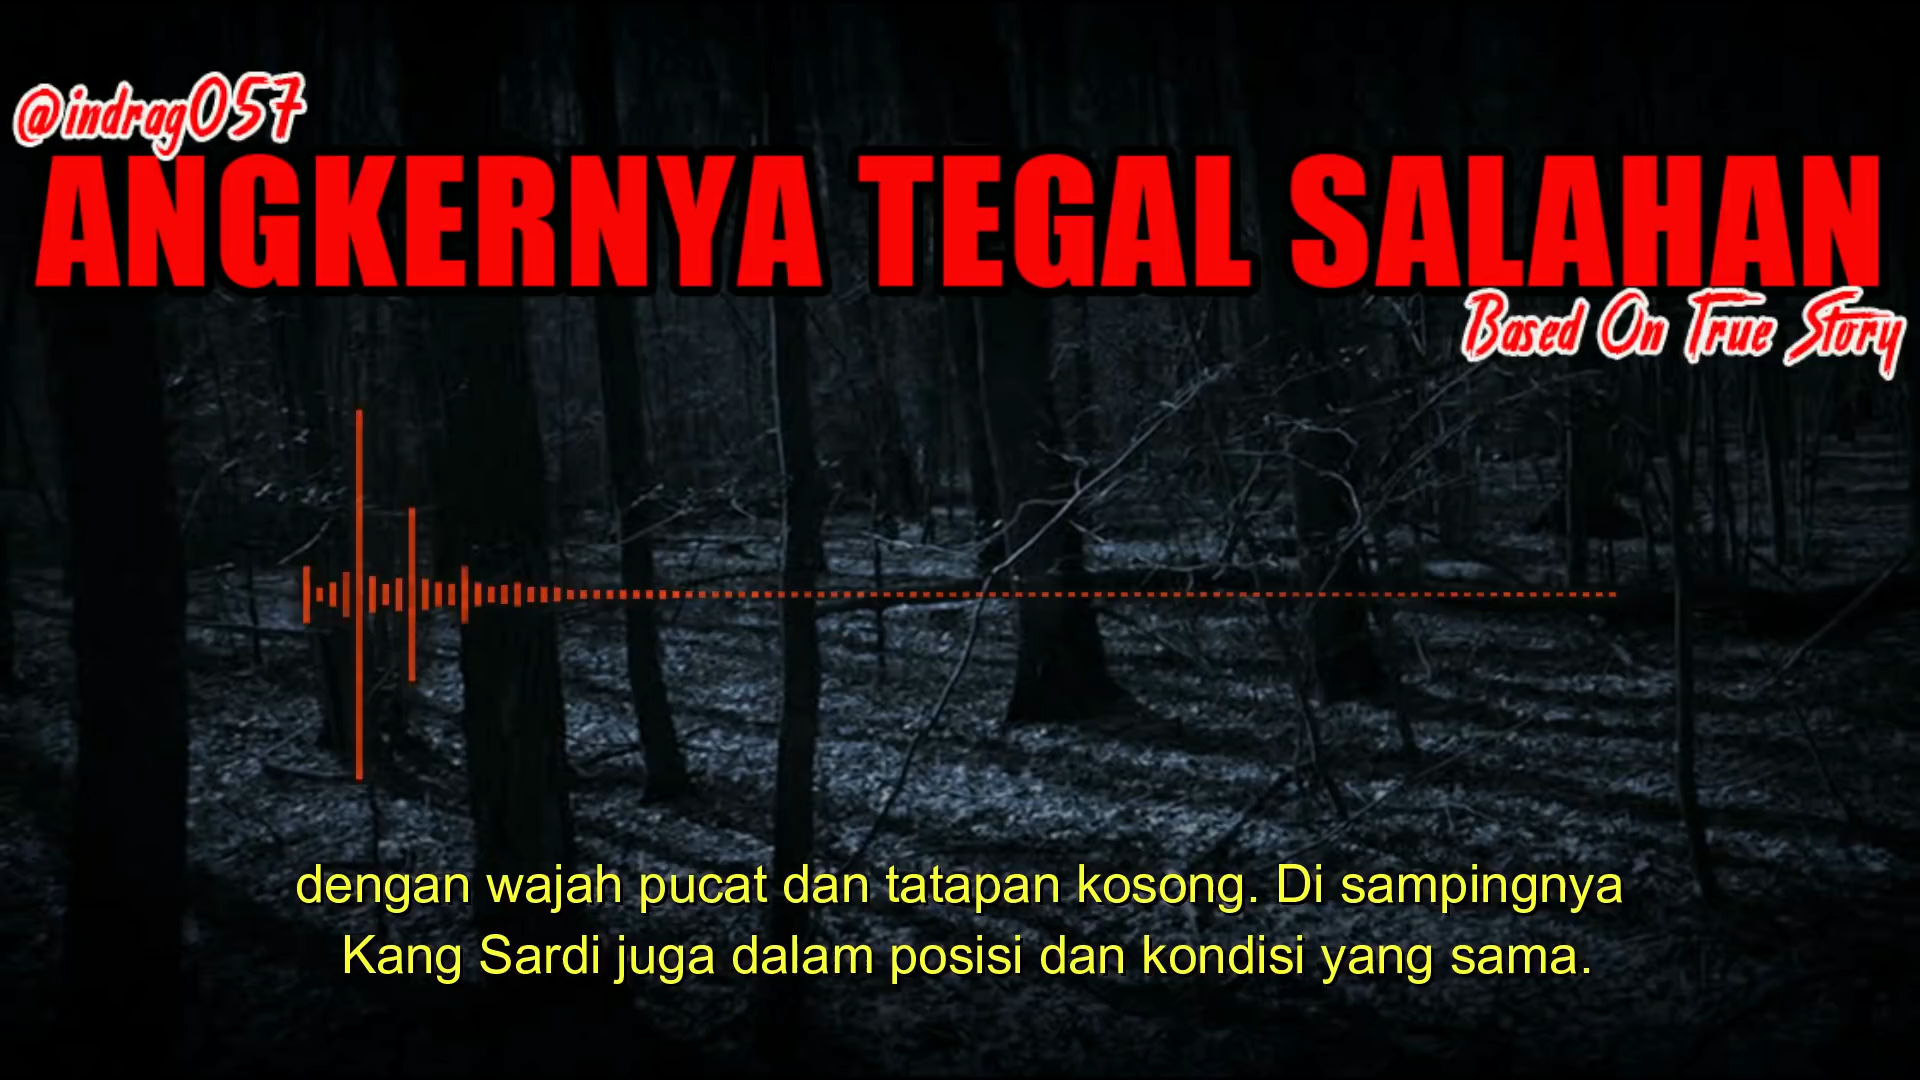 @indrag057
ANGKERNYA TEGAL SALAHAN
Based On True Story
dengan wajah pucat dan tatapan kosong. Di sampingnya
Kang Sardi juga dalam posisi dan kondisi yang sama.